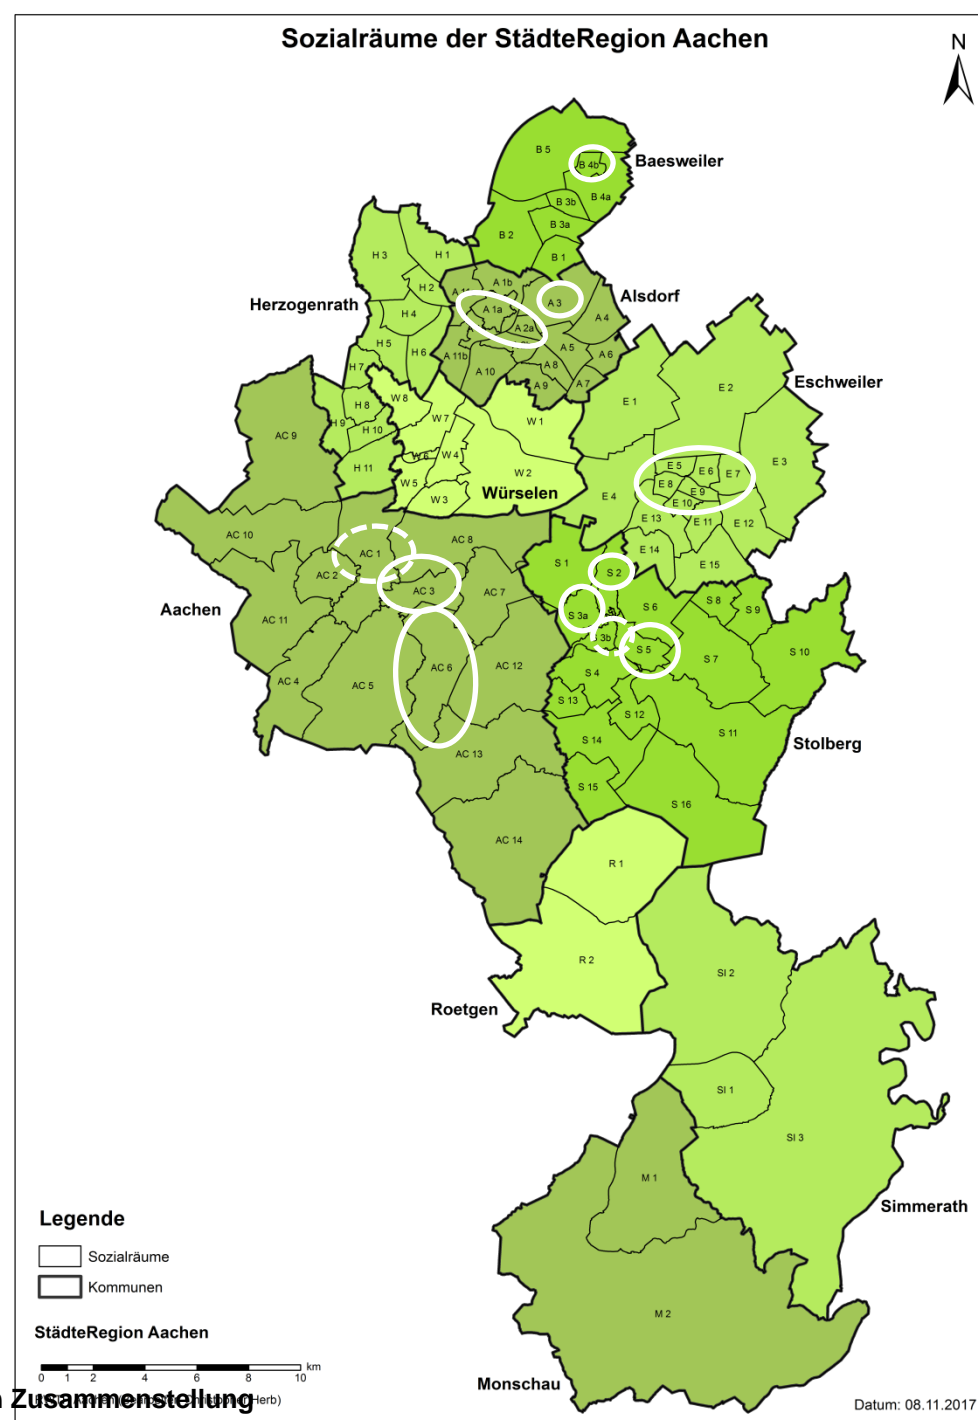 Sozialräume der StädteRegion Aachen
N
B 5
B 4b
Baesweiler
B 4a
B 3b
B 3a
B 2
B 1
H 3
H 1
H 2
Herzogenrath
H 4
H 5
H 6
H 7
H 8
H 9
H 10
H 11
A 1b
A 1a
A 3
Alsdorf
A 2a
A 4
A 5
A 6
A 11b
A 10
A 8
A 9
A 7
W 8
W 7
W 1
W 6
W 4
W 5
W 2
W 3
Würselen
E 1
E 2
Eschweiler
E 3
E 5
E 6
E 7
E 8
E 9
E 10
E 4
E 13
E 11
E 12
E 14
E 15
AC 9
AC 10
AC 1
AC 8
AC 2
AC 3
AC 7
Aachen
AC 11
AC 6
AC 12
AC 4
AC 5
AC 13
AC 14
S 1
S 2
S 3a
S 6
S 8
S 9
S 3b
S 5
S 7
S 10
S 4
S 13
S 12
S 11
S 14
Stolberg
S 15
S 16
R 1
R 2
Roetgen
SI 2
SI 1
SI 3
Simmerath
M 1
M 2
Monschau
Legende
Sozialräume
Kommunen
StädteRegion Aachen
km
0 1 2 4 6 8 10
Zusammenstellung
Herb)
Datum: 08.11.2017